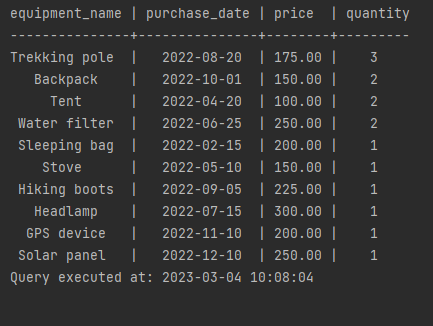 equipment_name | purchase_date | price | quantity
---------------+---------------+--------+---------
Trekking pole | 2022-08-20 | 175.00 | 3
Backpack | 2022-10-01 | 150.00 | 2
Tent | 2022-04-20 | 100.00 | 2
Water filter | 2022-06-25 | 250.00 | 2
Sleeping bag | 2022-02-15 | 200.00 | 1
Stove | 2022-05-10 | 150.00 | 1
Hiking boots | 2022-09-05 | 225.00 | 1
Headlamp | 2022-07-15 | 300.00 | 1
GPS device | 2022-11-10 | 200.00 | 1
Solar panel | 2022-12-10 | 250.00 | 1
Query executed at: 2023-03-04 10:08:04